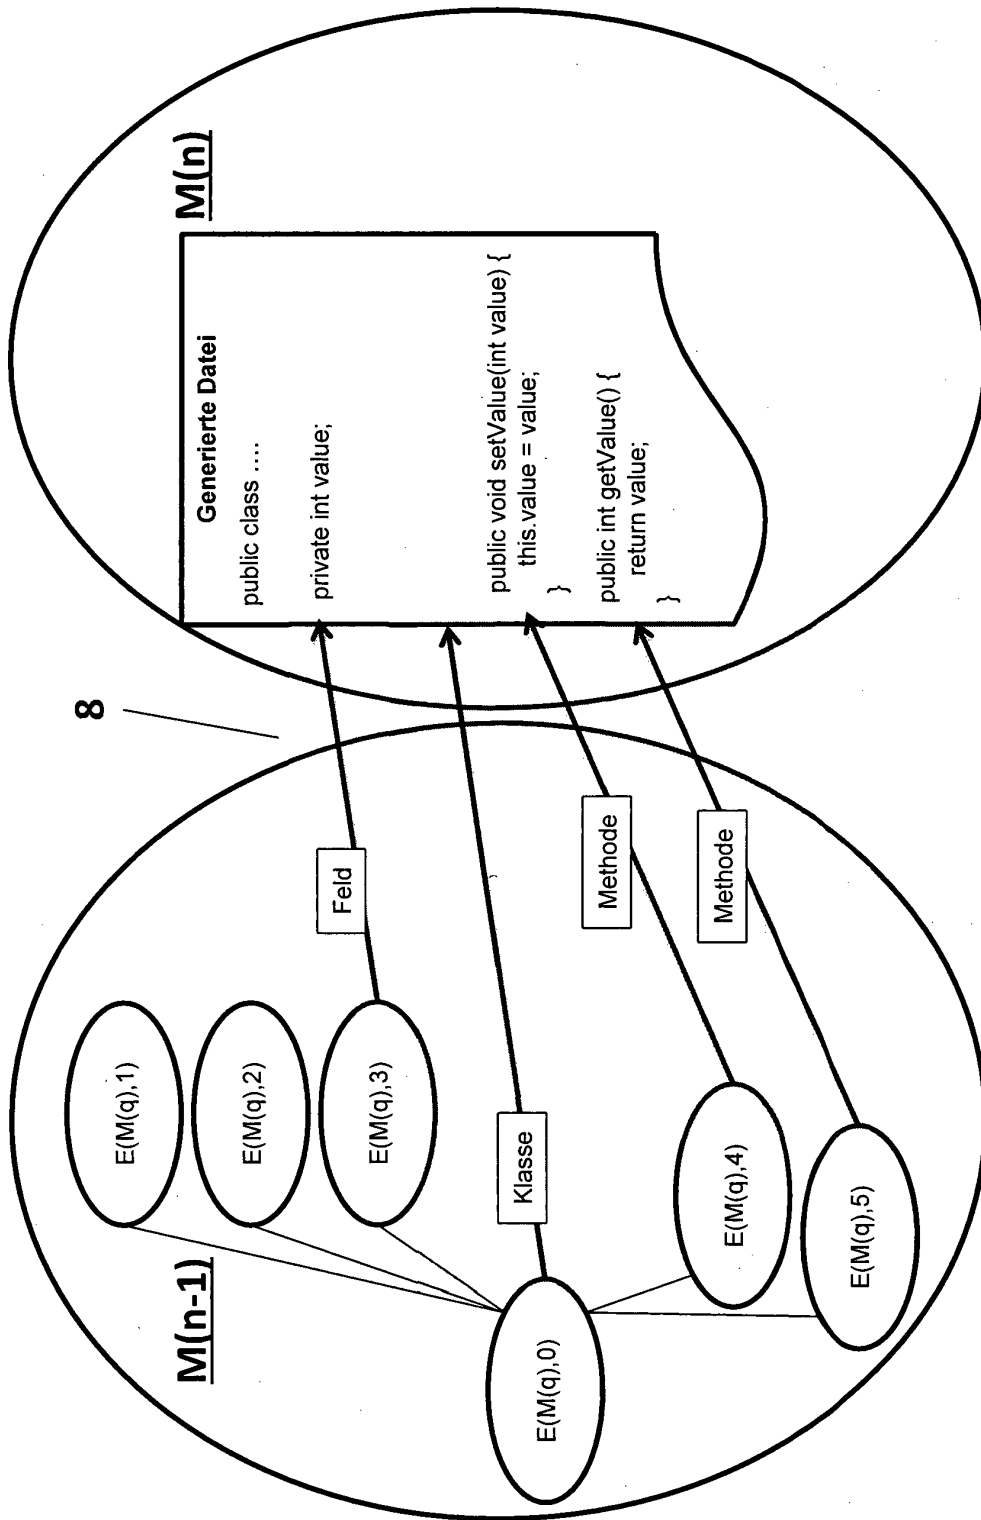 8
M(n-1)
E(M(q),1)
E(M(q),2)
E(M(q),3)
E(M(q),0)
E(M(q),4)
E(M(q),5)
Feld
Klasse
Methode
Methode
M(n)
Generierte Datei
public class ....
private int value;
public void setValue(int value) {
this.value = value;
}
public int getValue() {
return value;
}